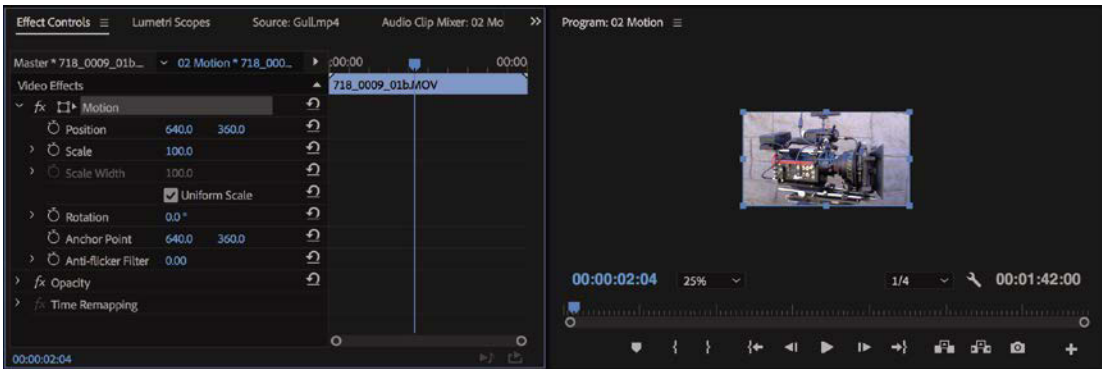 Effect Controls Lumetri Scopes Source: Gull.mp4 Audio Clip Mixer: 02 Mo
Master * 718_0009_01b... 02 Motion * 718_000... ;00:00 00:00
Video Effects 718_0009_01b.MOV
fx Motion
Position 640.0 360.0
Scale 100.0
Scale Width 100.0
Uniform Scale
Rotation 0.0 °
Anchor Point 640.0 360.0
Anti-flicker Filter 0.00
fx Opacity
fx Time Remapping
00:00:02:04
Program: 02 Motion
00:00:02:04 25% 1/4 00:01:42:00